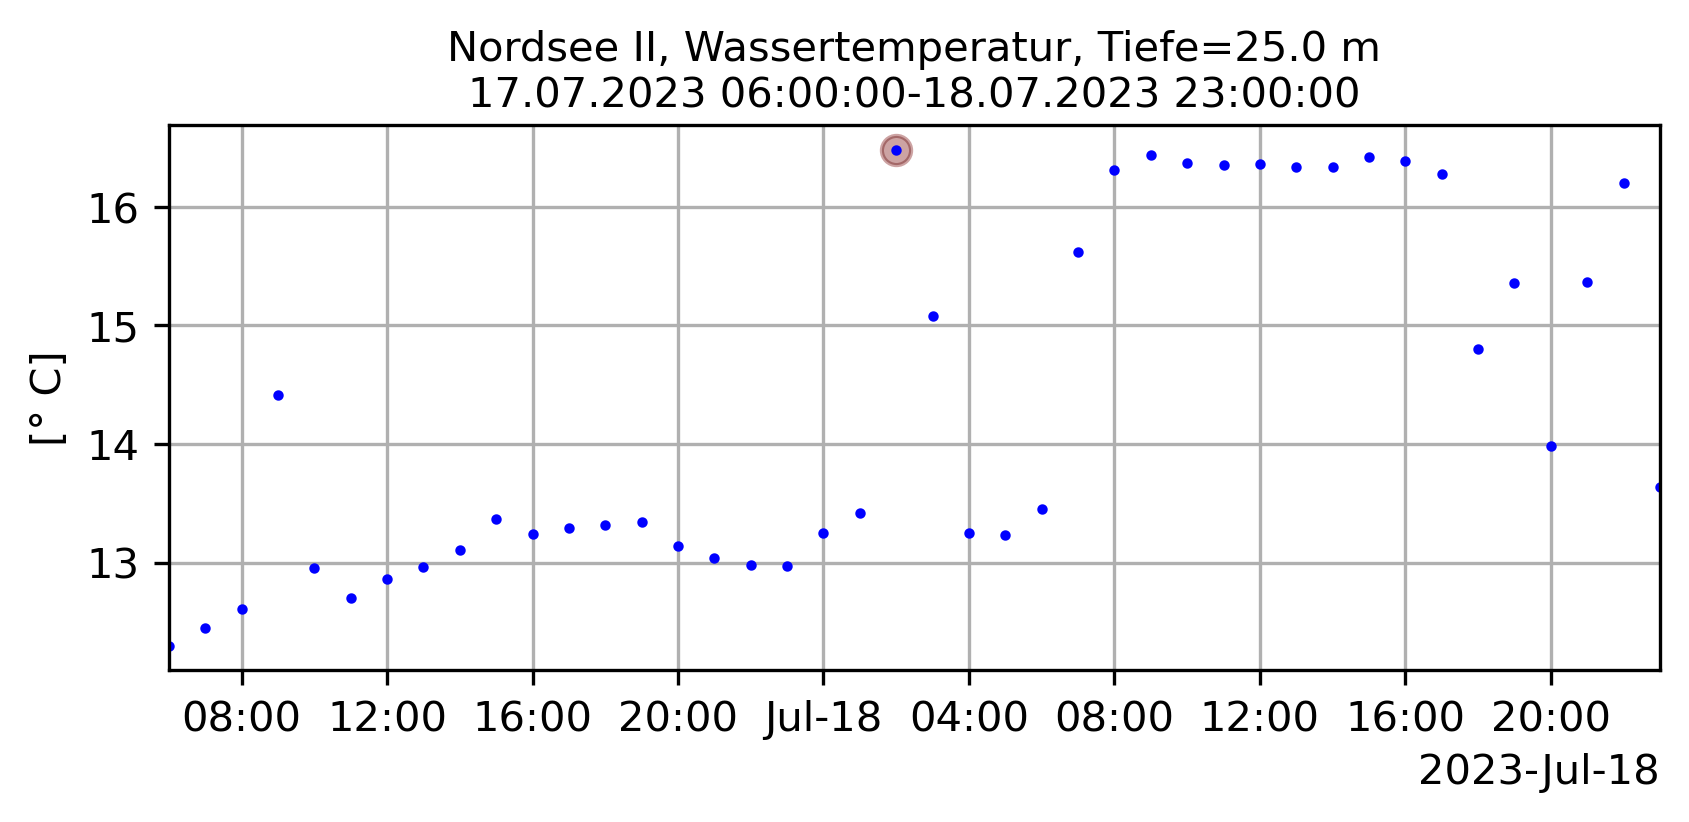 Nordsee II, Wassertemperatur, Tiefe=25.0 m
17.07.2023 06:00:00-18.07.2023 23:00:00
[° C]
16
15
14
13
08:00 12:00 16:00 20:00 Jul-18 04:00 08:00 12:00 16:00 20:00
2023-Jul-18